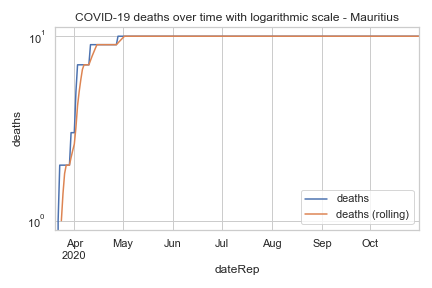 COVID-19 deaths over time with logarithmic scale - Mauritius
10¹
deaths
10⁰
deaths
deaths (rolling)
Apr May Jun Jul Aug Sep Oct
2020
dateRep